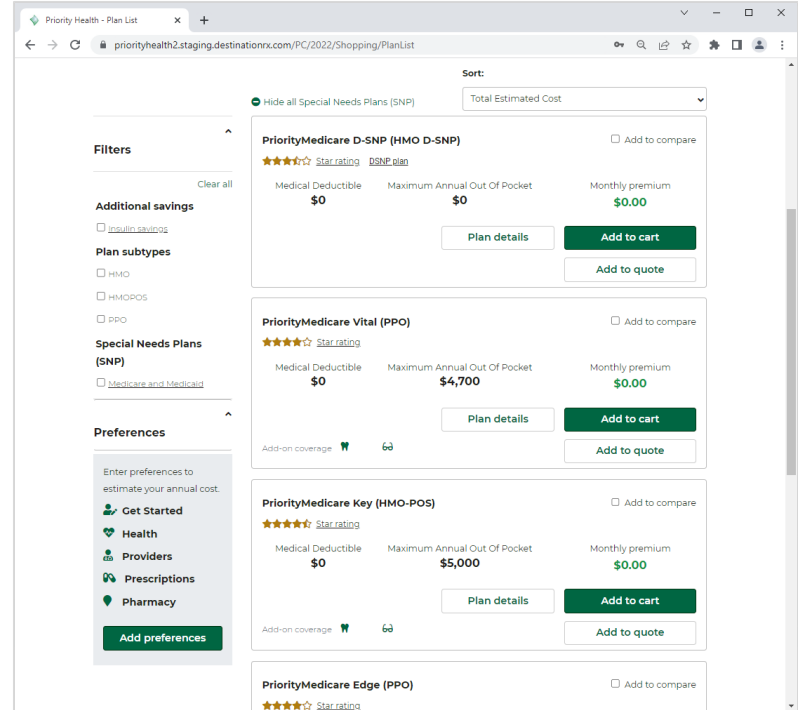 Priority Health - Plan List
priorityhealth2.staging.destinationrx.com/PC/2022/Shopping/PlanList
Sort:
Hide all Special Needs Plans (SNP)
Total Estimated Cost
Filters
Clear all
Additional savings
Insulin savings
Plan subtypes
HMO
HMOPOS
PPO
Special Needs Plans
(SNP)
Medicare and Medicaid
Preferences
Enter preferences to
estimate your annual cost.
Get Started
Health
Providers
Prescriptions
Pharmacy
Add preferences
PriorityMedicare D-SNP (HMO D-SNP)
Add to compare
Star rating DSNP plan
Medical Deductible Maximum Annual Out Of Pocket Monthly premium
$0 $0 $0.00
Plan details Add to cart
Add to quote
PriorityMedicare Vital (PPO)
Add to compare
Star rating
Medical Deductible Maximum Annual Out Of Pocket Monthly premium
$0 $4,700 $0.00
Plan details Add to cart
Add-on coverage Add to quote
PriorityMedicare Key (HMO-POS)
Add to compare
Star rating
Medical Deductible Maximum Annual Out Of Pocket Monthly premium
$0 $5,000 $0.00
Plan details Add to cart
Add-on coverage Add to quote
PriorityMedicare Edge (PPO)
Add to compare
Star rating